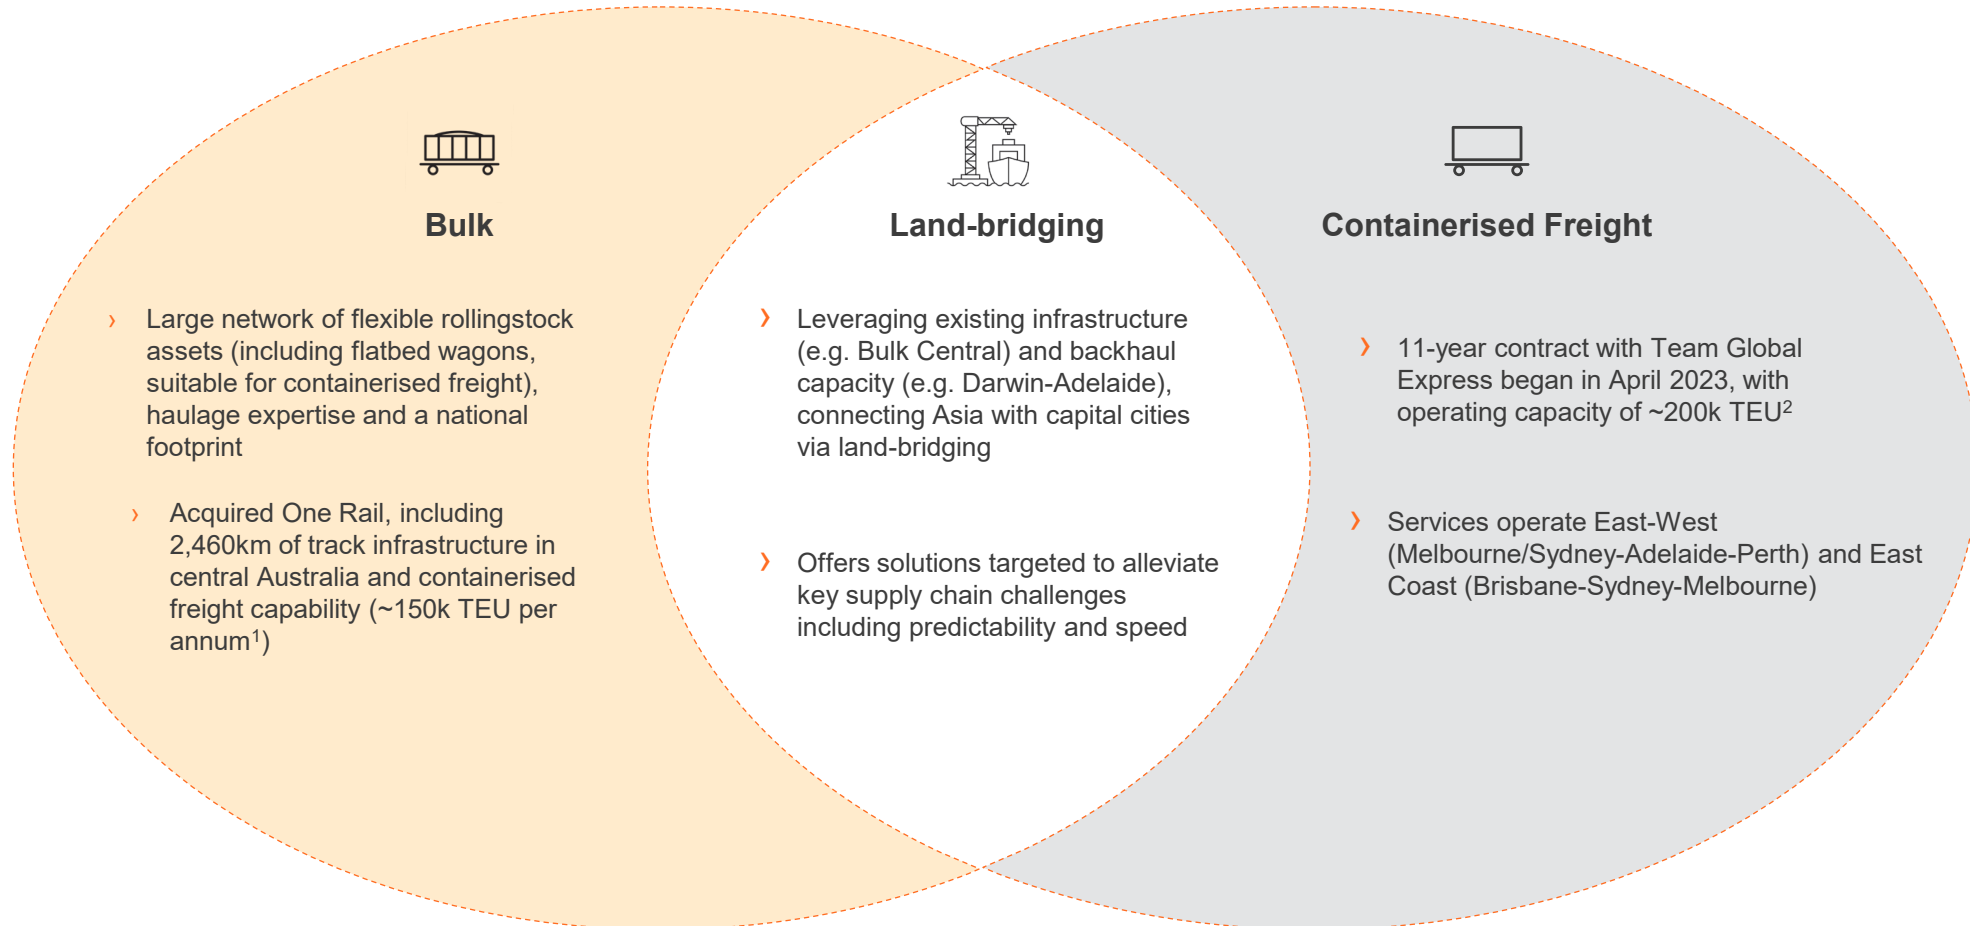 Bulk
› Large network of flexible rollingstock
assets (including flatbed wagons,
suitable for containerised freight),
haulage expertise and a national
footprint
› Acquired One Rail, including
2,460km of track infrastructure in
central Australia and containerised
freight capability (~150k TEU per
annum¹)
Land-bridging
› Leveraging existing infrastructure
(e.g. Bulk Central) and backhaul
capacity (e.g. Darwin-Adelaide),
connecting Asia with capital cities
via land-bridging
› Offers solutions targeted to alleviate
key supply chain challenges
including predictability and speed
Containerised Freight
› 11-year contract with Team Global
Express began in April 2023, with
operating capacity of ~200k TEU²
› Services operate East-West
(Melbourne/Sydney-Adelaide-Perth) and East
Coast (Brisbane-Sydney-Melbourne)